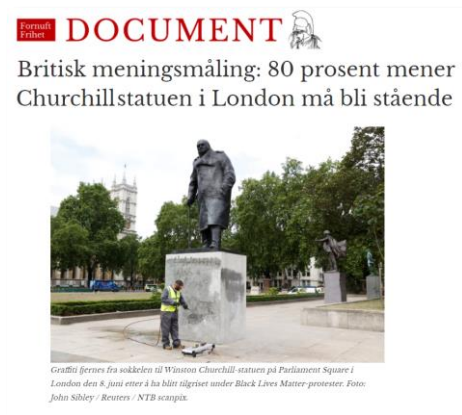 Fornuft
Frihet
DOCUMENT
Britisk meningsmåling: 80 prosent mener
Churchillstatuen i London må bli stående
Graffiti fjernes fra sokkelen til Winston Churchill-statuen på Parliament Square i
London den 8. juni etter å ha blitt tilgriset under Black Lives Matter-protester. Foto:
John Sibley / Reuters / NTB scanpix.